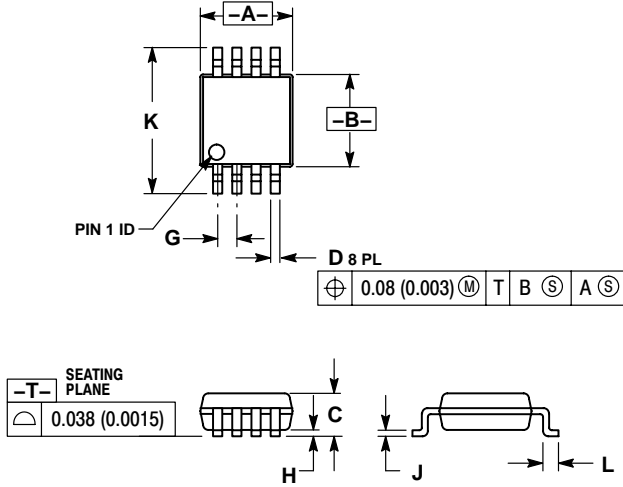 –A–
K
–B–
PIN 1 ID
G
D 8 PL
⌖ 0.08 (0.003) Ⓜ T B Ⓢ A Ⓢ
–T– SEATING PLANE
⌓ 0.038 (0.0015)
C
H
J
L